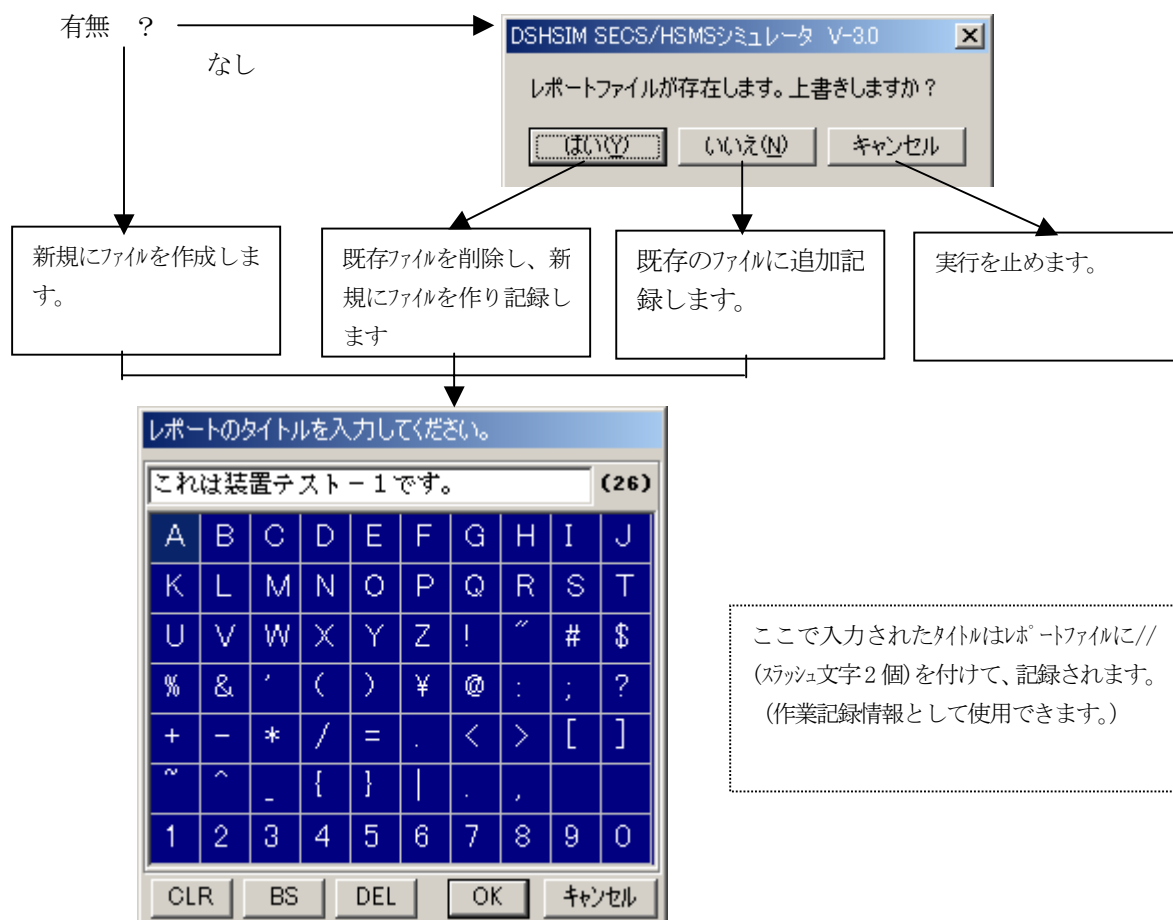 有無 ?
なし
DSHSIM SECS/HSMSシミュレータ V-3.0
レポートファイルが存在します。上書きしますか？
はい(Y) いいえ(N) キャンセル
新規にﾌｧｲﾙを作成しま
す。
既存ﾌｧｲﾙを削除し、新
規にﾌｧｲﾙを作り記録し
ます
既存のﾌｧｲﾙに追加記
録します。
実行を止めます。
レポートのタイトルを入力してください。
これは装置テスト－１です。 (26)
A B C D E F G H I J
K L M N O P Q R S T
U V W X Y Z ! ˝ # $
% & ′ ( ) ¥ @ : ; ?
+ − * / = . < > [ ]
~ ^ _ { } | . ,
1 2 3 4 5 6 7 8 9 0
CLR BS DEL OK ｷｬﾝｾﾙ
ここで入力されたﾀｲﾄﾙはﾚﾎﾟｰﾄﾌｧｲﾙに//
(ｽﾗｯｼｭ文字２個)を付けて、記録されます。
(作業記録情報として使用できます。)